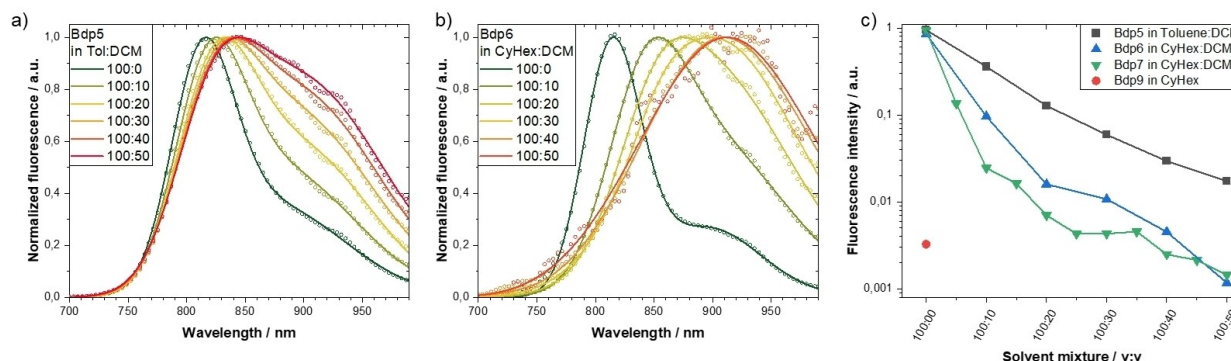 a)
Normalized fluorescence / a.u.
1,0
0,8
0,6
0,4
0,2
0,0
Bdp5
in Tol:DCM
100:0
100:10
100:20
100:30
100:40
100:50
700 750 800 850 900 950
Wavelength / nm
b)
Normalized fluorescence / a.u.
1,0
0,8
0,6
0,4
0,2
0,0
Bdp6
in CyHex:DCM
100:0
100:10
100:20
100:30
100:40
100:50
700 750 800 850 900 950
Wavelength / nm
c)
Fluorescence intensity / a.u.
1
0,1
0,01
0,001
Bdp5 in Toluene:DCM
Bdp6 in CyHex:DCM
Bdp7 in CyHex:DCM
Bdp9 in CyHex
100:00
100:10
100:20
100:30
100:40
Solvent mixture / v:v